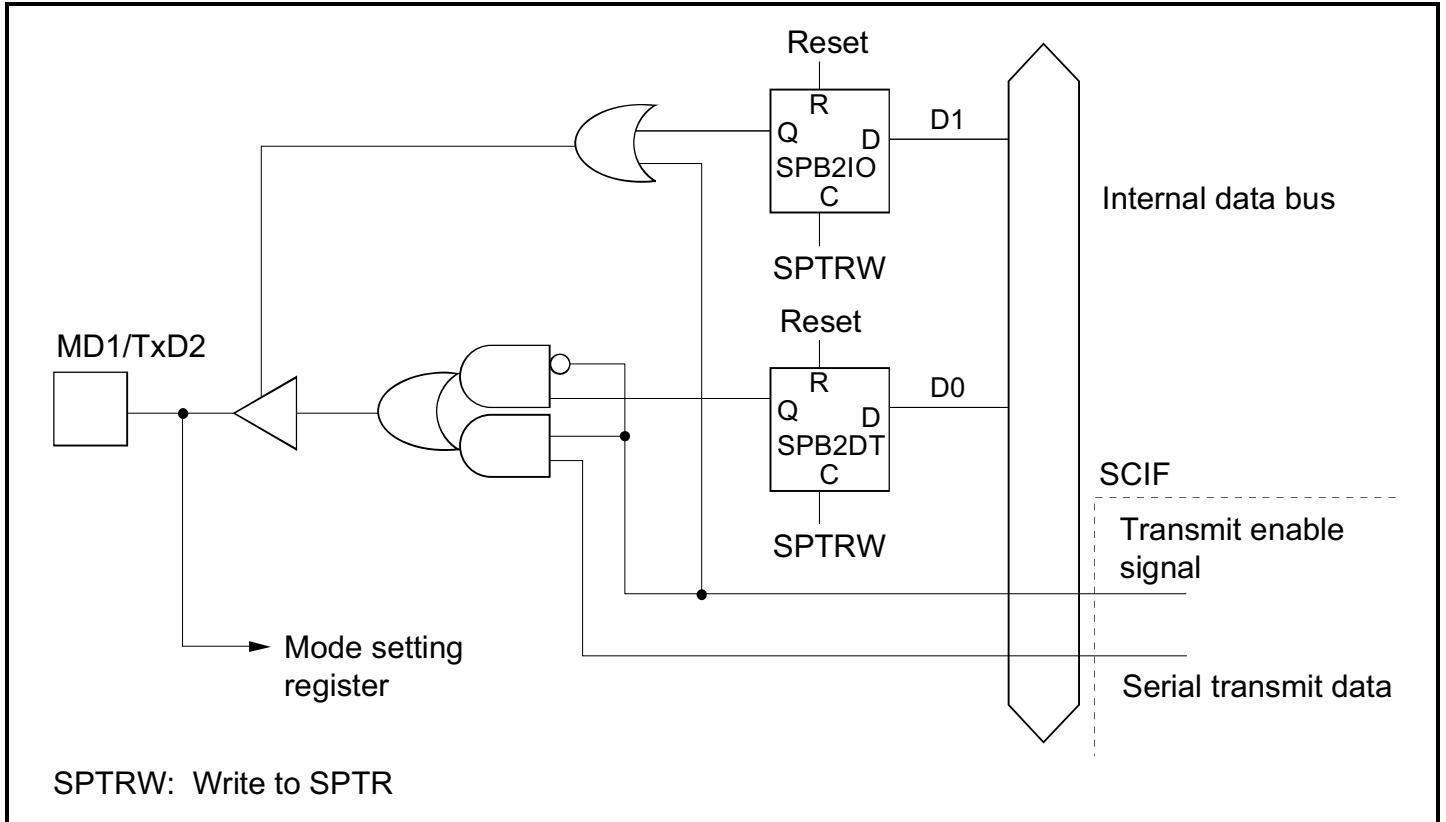 Reset
R
Q
D
SPB2IO
C
D1
SPTRW
Internal data bus
Reset
R
Q
D
SPB2DT
C
D0
SPTRW
MD1/TxD2
SCIF
Transmit enable
signal
Mode setting
register
Serial transmit data
SPTRW: Write to SPTR